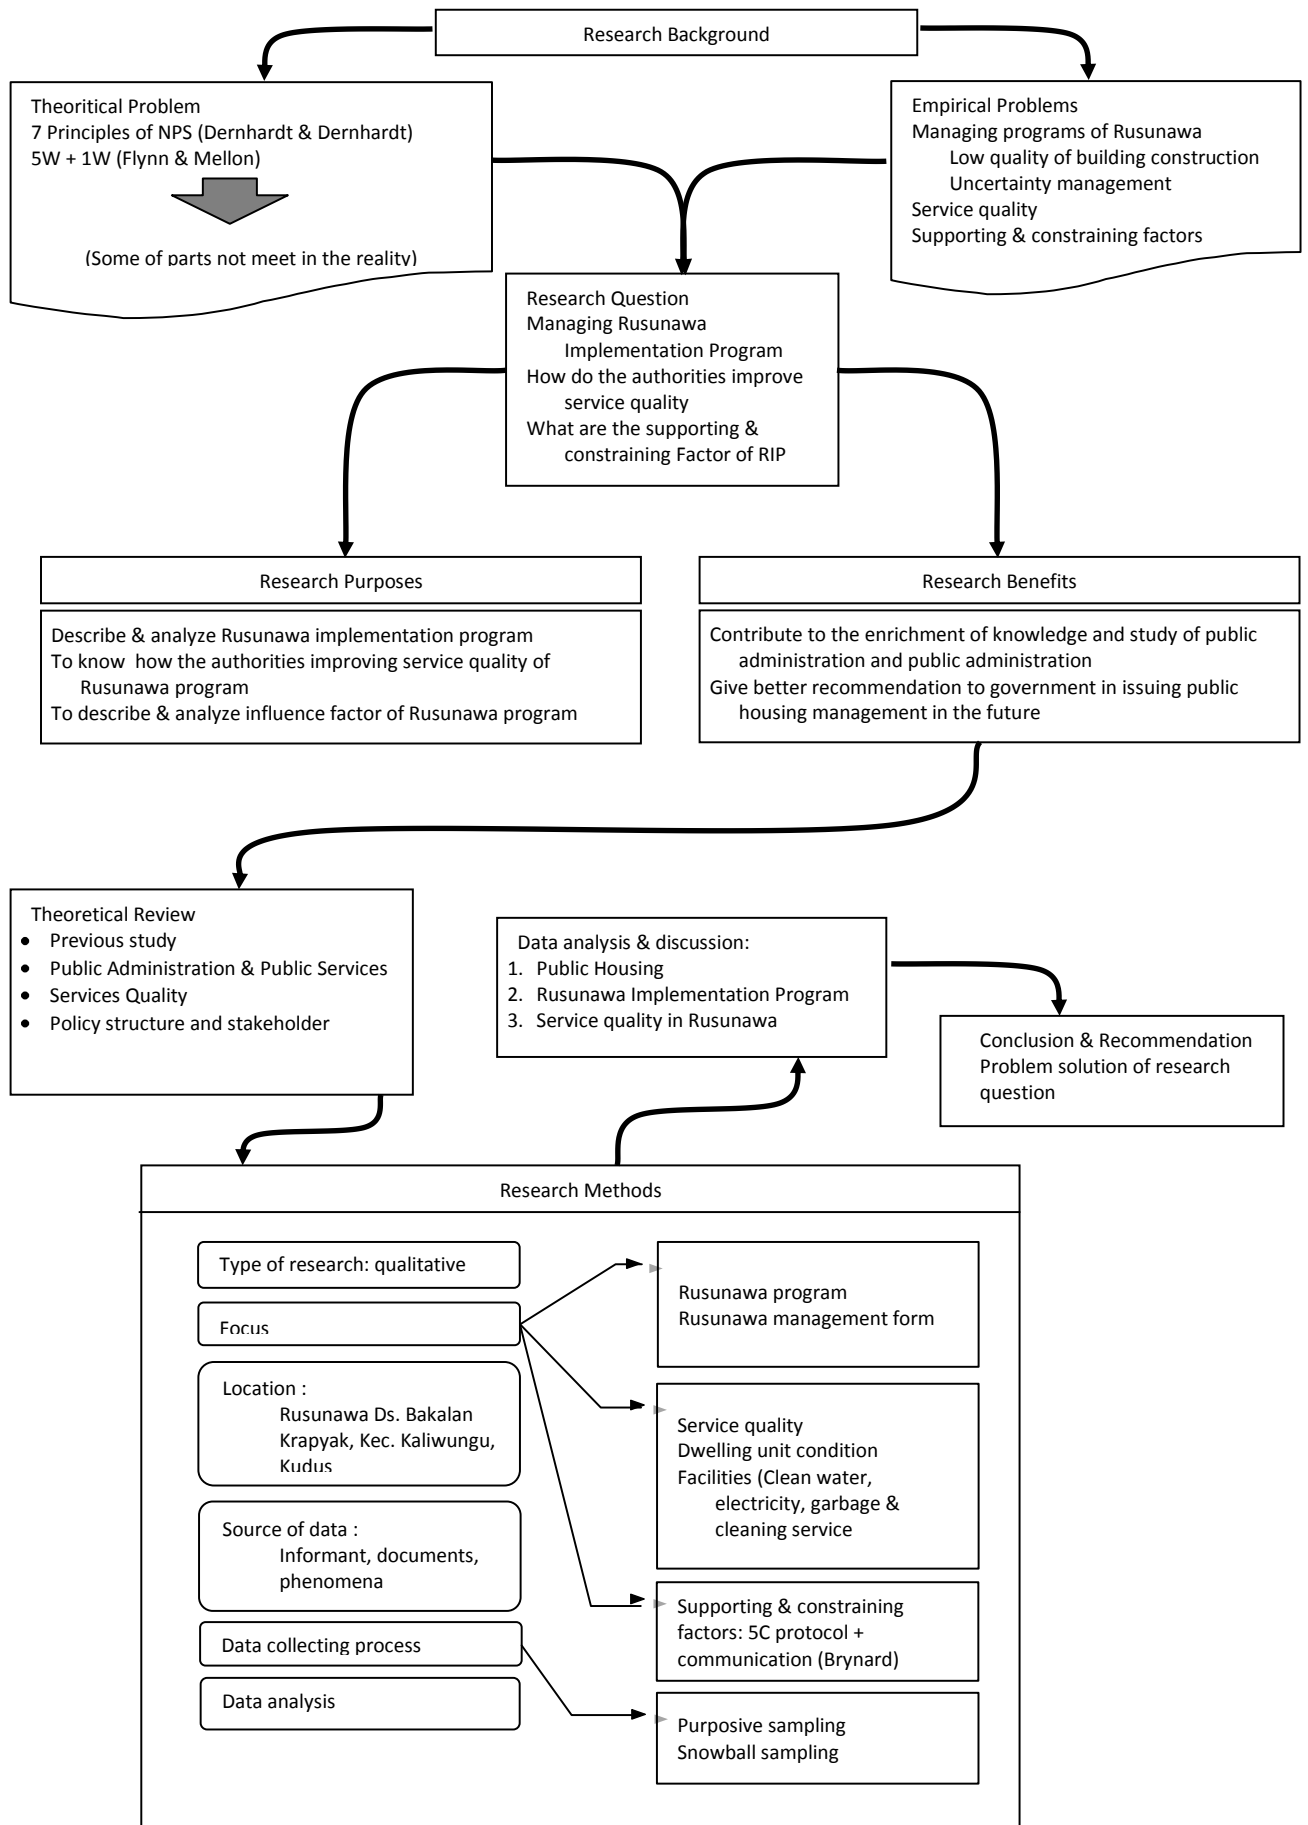 Research Background
Theoritical Problem
7 Principles of NPS (Dernhardt & Dernhardt)
5W + 1W (Flynn & Mellon)
(Some of parts not meet in the reality)
Empirical Problems
Managing programs of Rusunawa
Low quality of building construction
Uncertainty management
Service quality
Supporting & constraining factors
Research Question
Managing Rusunawa
Implementation Program
How do the authorities improve
service quality
What are the supporting &
constraining Factor of RIP
Research Purposes
Describe & analyze Rusunawa implementation program
To know how the authorities improving service quality of
Rusunawa program
To describe & analyze influence factor of Rusunawa program
Research Benefits
Contribute to the enrichment of knowledge and study of public
administration and public administration
Give better recommendation to government in issuing public
housing management in the future
Theoretical Review
• Previous study
• Public Administration & Public Services
• Services Quality
• Policy structure and stakeholder
Data analysis & discussion:
1. Public Housing
2. Rusunawa Implementation Program
3. Service quality in Rusunawa
Conclusion & Recommendation
Problem solution of research
question
Research Methods
Type of research: qualitative
Focus
Location :
Rusunawa Ds. Bakalan
Krapyak, Kec. Kaliwungu,
Kudus
Source of data :
Informant, documents,
phenomena
Data collecting process
Data analysis
Rusunawa program
Rusunawa management form
Service quality
Dwelling unit condition
Facilities (Clean water,
electricity, garbage &
cleaning service
Supporting & constraining
factors: 5C protocol +
communication (Brynard)
Purposive sampling
Snowball sampling